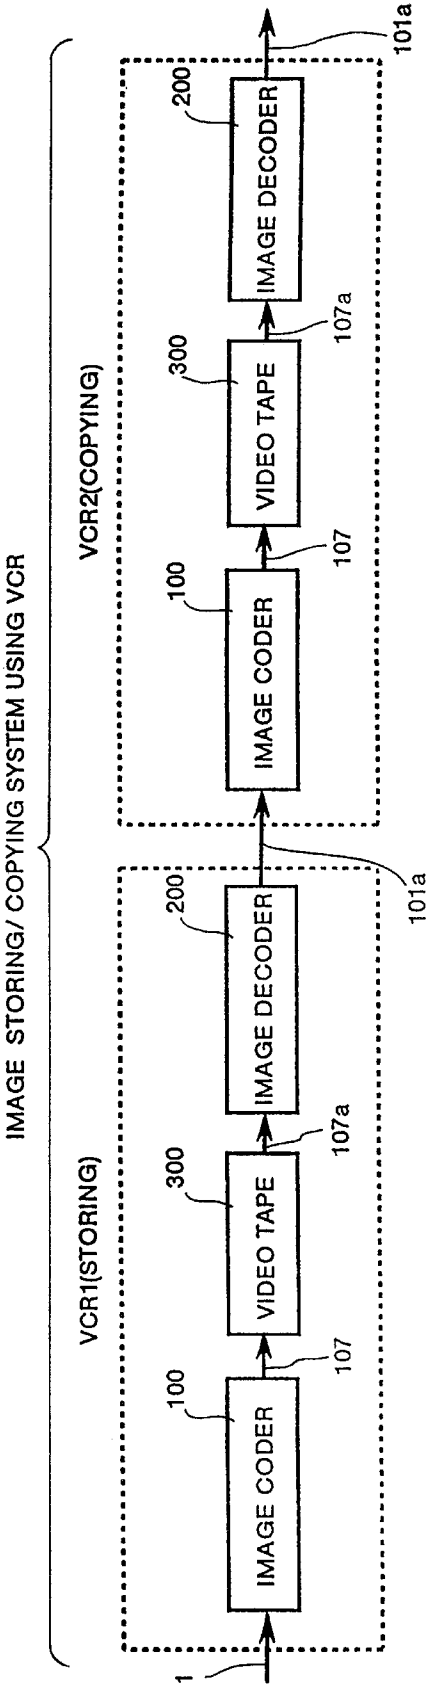 IMAGE STORING/ COPYING SYSTEM USING VCR
VCR1(STORING)
VCR2(COPYING)
1
100
IMAGE CODER
107
300
VIDEO TAPE
107a
200
IMAGE DECODER
101a
100
IMAGE CODER
107
300
VIDEO TAPE
107a
200
IMAGE DECODER
101a